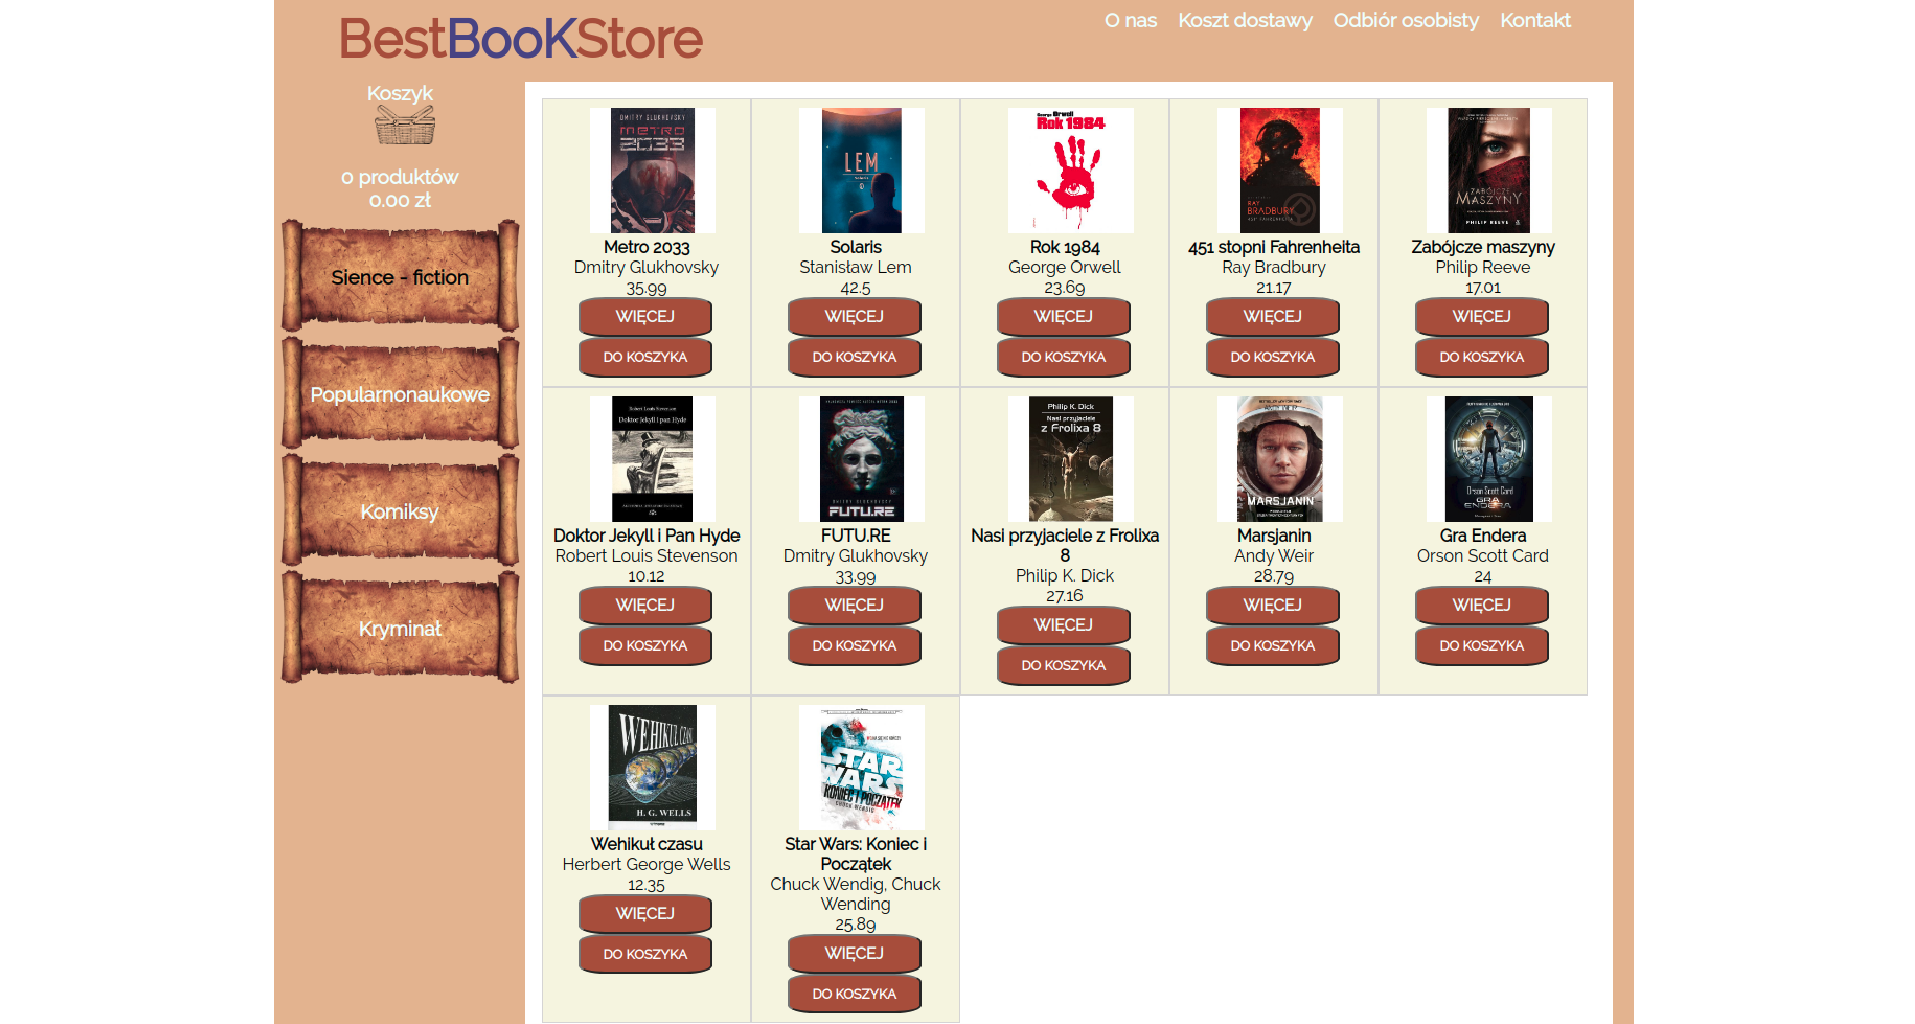 BestBooKStore
O nas Koszt dostawy Odbiór osobisty Kontakt
Koszyk
0 produktów
0.00 zł
Sience - fiction
Popularnonaukowe
Komiksy
Kryminał
DMITRY GLUKHOVSKY
METRO
2033
Metro 2033
Dmitry Glukhovsky
35.99
WIĘCEJ
DO KOSZYKA
LEM
Solaris
Stanisław Lem
42.5
WIĘCEJ
DO KOSZYKA
George Orwell
Rok 1984
Rok 1984
George Orwell
23.69
WIĘCEJ
DO KOSZYKA
RAY
BRADBURY
451 stopni Fahrenheita
Ray Bradbury
21.17
WIĘCEJ
DO KOSZYKA
ZABÓJCZE
MASZYNY
PHILIP REEVE
Zabójcze maszyny
Philip Reeve
17.01
WIĘCEJ
DO KOSZYKA
Robert Louis Stevenson
Doktor Jekyll i pan Hyde
Doktor Jekyll i Pan Hyde
Robert Louis Stevenson
10.12
WIĘCEJ
DO KOSZYKA
DMITRY GLUKHOVSKY
FUTU.RE
FUTU.RE
Dmitry Glukhovsky
33.99
WIĘCEJ
DO KOSZYKA
Philip K. Dick
Nasi przyjaciele
z Frolixa 8
Nasi przyjaciele z Frolixa
8
Philip K. Dick
27.16
WIĘCEJ
DO KOSZYKA
ANDY WEIR
MARSJANIN
Marsjanin
Andy Weir
28.79
WIĘCEJ
DO KOSZYKA
Orson Scott Card
GRA
ENDERA
Gra Endera
Orson Scott Card
24
WIĘCEJ
DO KOSZYKA
WEHIKUŁ CZASU
H. G. WELLS
Wehikuł czasu
Herbert George Wells
12.35
WIĘCEJ
DO KOSZYKA
STAR
WARS
KONIEC I POCZĄTEK
CHUCK WENDIG
Star Wars: Koniec i
Początek
Chuck Wendig, Chuck
Wending
25.89
WIĘCEJ
DO KOSZYKA